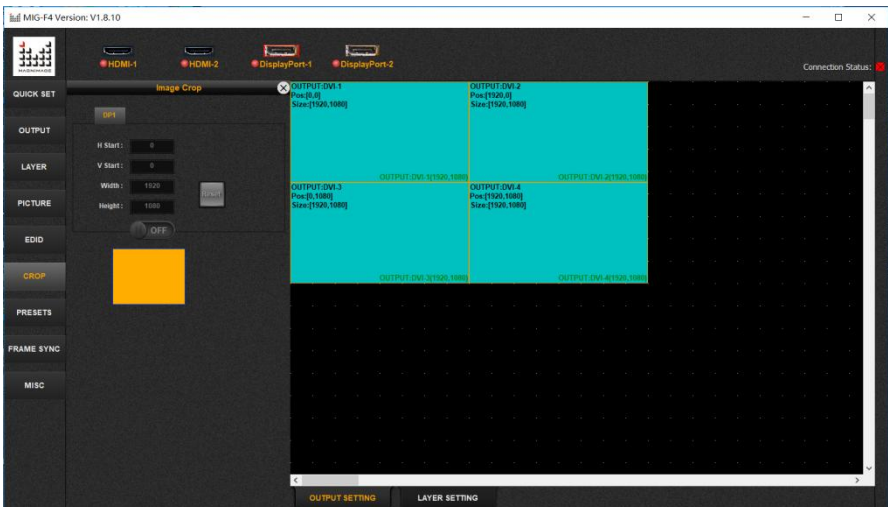 MIG-F4 Version: V1.8.10
MAGNIMAGE
HDMI-1
HDMI-2
DisplayPort-1
DisplayPort-2
Connection Status:
QUICK SET
OUTPUT
LAYER
PICTURE
EDID
CROP
PRESETS
FRAME SYNC
MISC
Image Crop
DP1
H Start : 0
V Start : 0
Width : 1920
Height : 1080
Reset
OFF
OUTPUT:DVI-1
Pos:[0,0]
Size:[1920,1080]
OUTPUT:DVI-1(1920,1080)
OUTPUT:DVI-2
Pos:[1920,0]
Size:[1920,1080]
OUTPUT:DVI-2(1920,1080)
OUTPUT:DVI-3
Pos:[0,1080]
Size:[1920,1080]
OUTPUT:DVI-3(1920,1080)
OUTPUT:DVI-4
Pos:[1920,1080]
Size:[1920,1080]
OUTPUT:DVI-4(1920,1080)
OUTPUT SETTING
LAYER SETTING